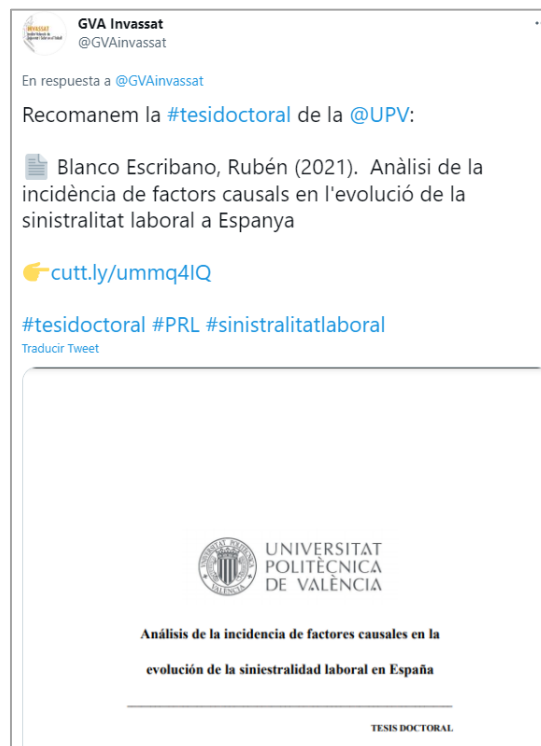 GVA Invassat
@GVAinvassat
En respuesta a @GVAinvassat
Recomanem la #tesidoctoral de la @UPV:
Blanco Escribano, Rubén (2021). Anàlisi de la
incidència de factors causals en l'evolució de la
sinistralitat laboral a Espanya
cutt.ly/ummq4IQ
#tesidoctoral #PRL #sinistralitatlaboral
Traducir Tweet
UNIVERSITAT
POLITÈCNICA
DE VALÈNCIA
Análisis de la incidencia de factores causales en la
evolución de la siniestralidad laboral en España
TESIS DOCTORAL